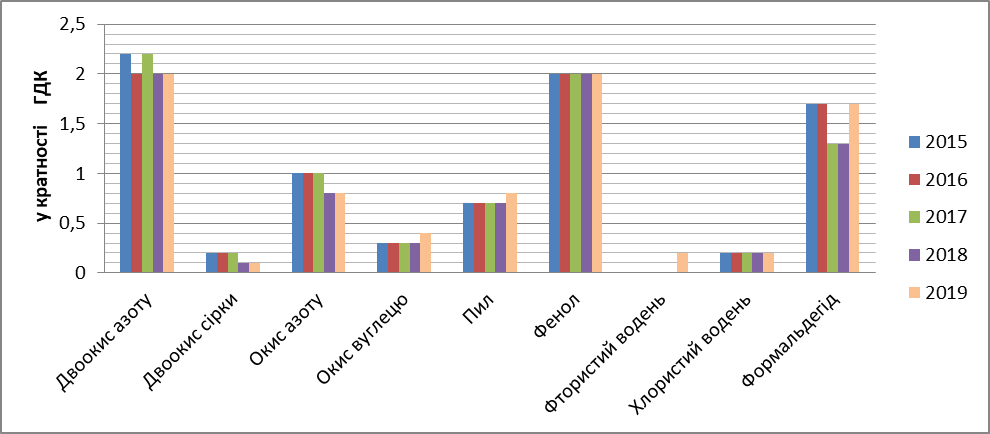 2,5
2
1,5
1
0,5
0
у кратності ГДК
Двоокис азоту
Двоокис сірки
Окис азоту
Окис вуглецю
Пил
Фенол
Фтористий водень
Хлористий водень
Формальдегід
2015
2016
2017
2018
2019